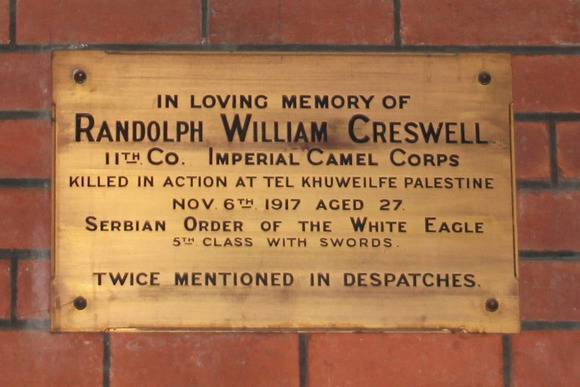 IN LOVING MEMORY OF
RANDOLPH WILLIAM CRESWELL
11TH. CO. IMPERIAL CAMEL CORPS
KILLED IN ACTION AT TEL KHUWEILFE PALESTINE
NOV. 6TH. 1917 AGED 27.
SERBIAN ORDER OF THE WHITE EAGLE
5TH CLASS WITH SWORDS.
TWICE MENTIONED IN DESPATCHES.